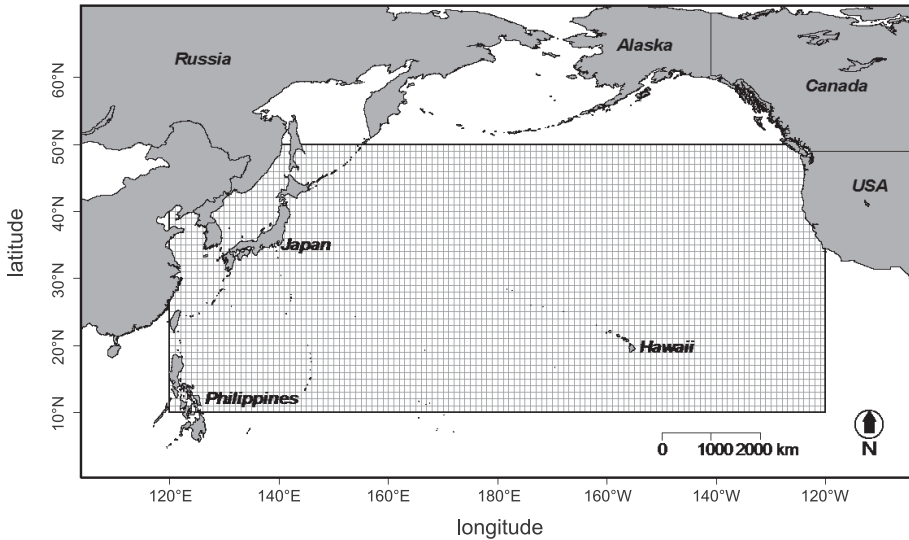 Russia
Alaska
Canada
USA
Japan
Hawaii
Philippines
0 1000 2000 km
N
60°N
50°N
40°N
30°N
20°N
10°N
latitude
120°E 140°E 160°E 180°E 160°W 140°W 120°W
longitude